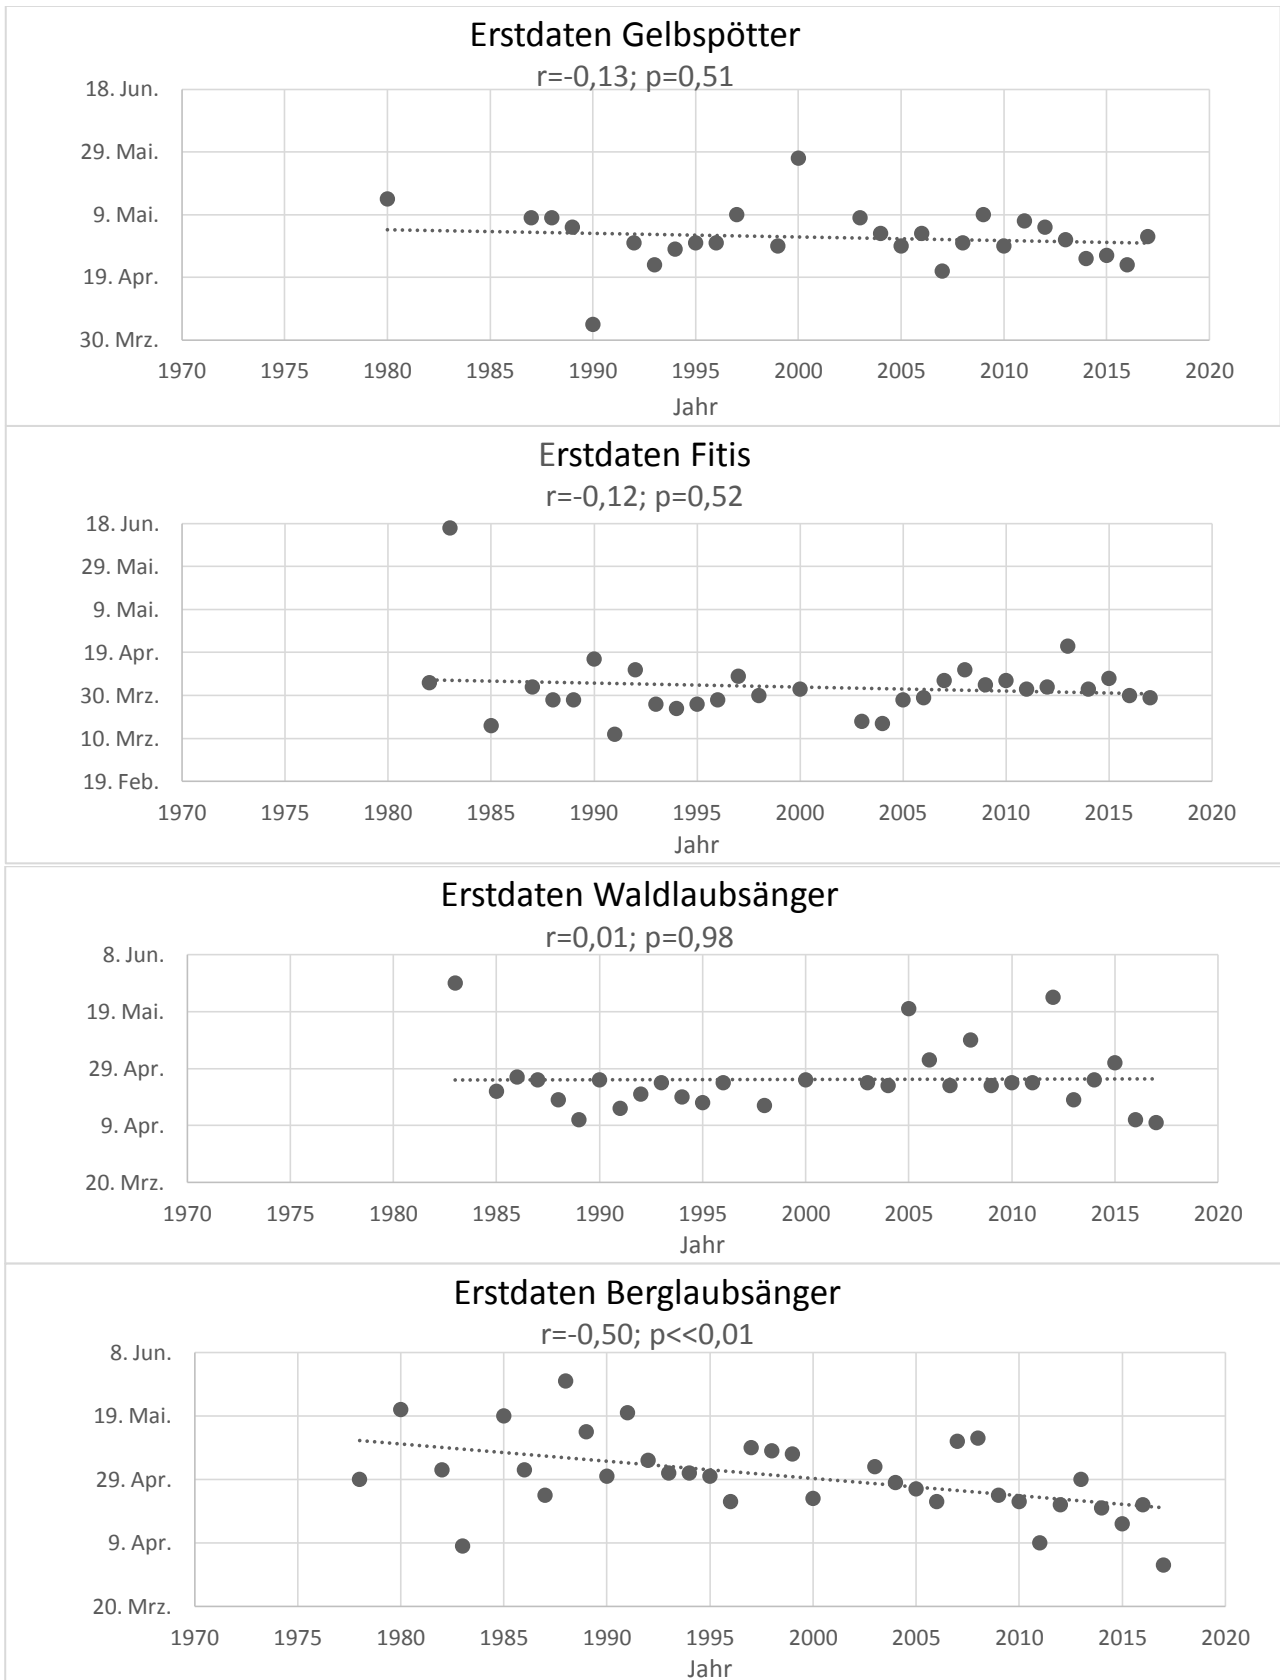 Erstdaten Gelbspötter
r=-0,13; p=0,51
18. Jun.
29. Mai.
9. Mai.
19. Apr.
30. Mrz.
1970 1975 1980 1985 1990 1995 2000 2005 2010 2015 2020
Jahr
Erstdaten Fitis
r=-0,12; p=0,52
18. Jun.
29. Mai.
9. Mai.
19. Apr.
30. Mrz.
10. Mrz.
19. Feb.
1970 1975 1980 1985 1990 1995 2000 2005 2010 2015 2020
Jahr
Erstdaten Waldlaubsänger
r=0,01; p=0,98
8. Jun.
19. Mai.
29. Apr.
9. Apr.
20. Mrz.
1970 1975 1980 1985 1990 1995 2000 2005 2010 2015 2020
Jahr
Erstdaten Berglaubsänger
r=-0,50; p<<0,01
8. Jun.
19. Mai.
29. Apr.
9. Apr.
20. Mrz.
1970 1975 1980 1985 1990 1995 2000 2005 2010 2015 2020
Jahr